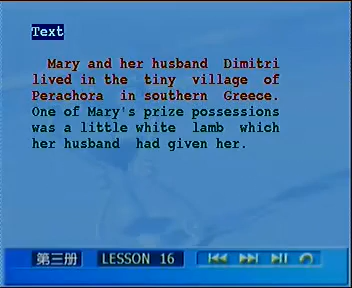 Text
Mary and her husband Dimitri
lived in the tiny village of
Perachora in southern Greece.
One of Mary's prize possessions
was a little white lamb which
her husband had given her.
第三册 LESSON 16